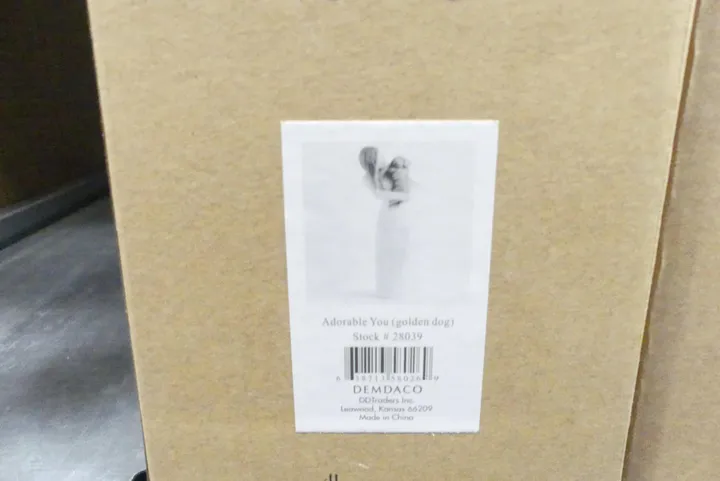 Adorable You (golden dog)
Stock # 28039
DEMDACO
DDTraders Inc.
Leawood, Kansas 66209
Made in China